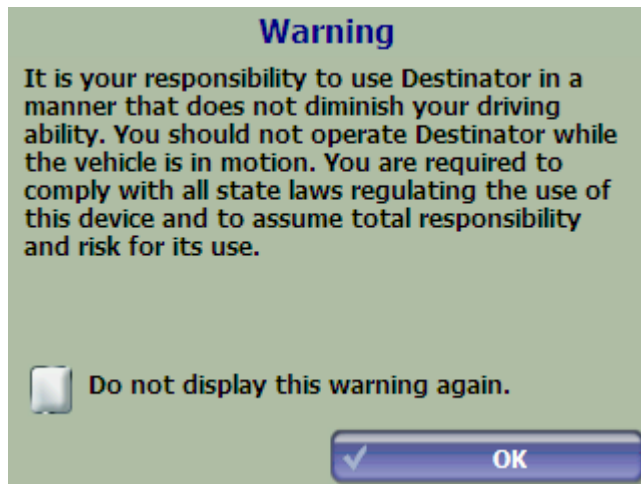 Warning
It is your responsibility to use Destinator in a
manner that does not diminish your driving
ability. You should not operate Destinator while
the vehicle is in motion. You are required to
comply with all state laws regulating the use of
this device and to assume total responsibility
and risk for its use.
Do not display this warning again.
OK